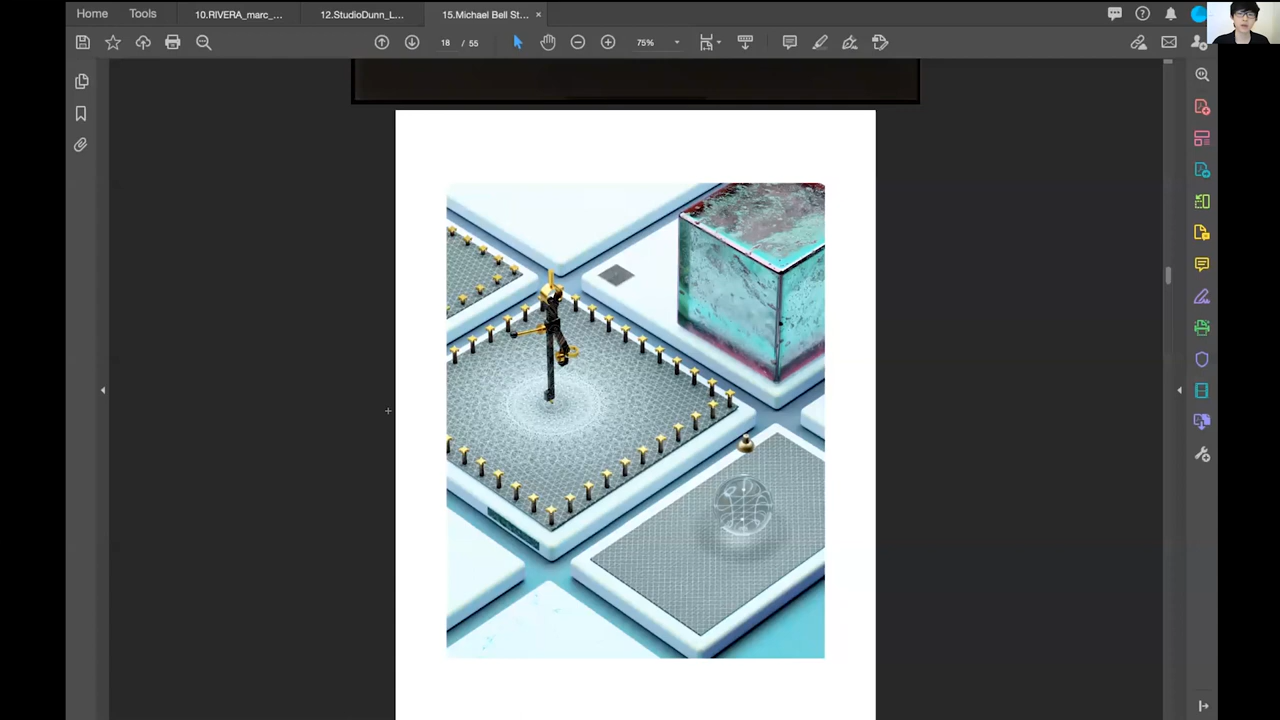 Home
Tools
10.RIVERA_marc_...
12.StudioDunn_L...
15.Michael Bell St...
18 / 55
75%